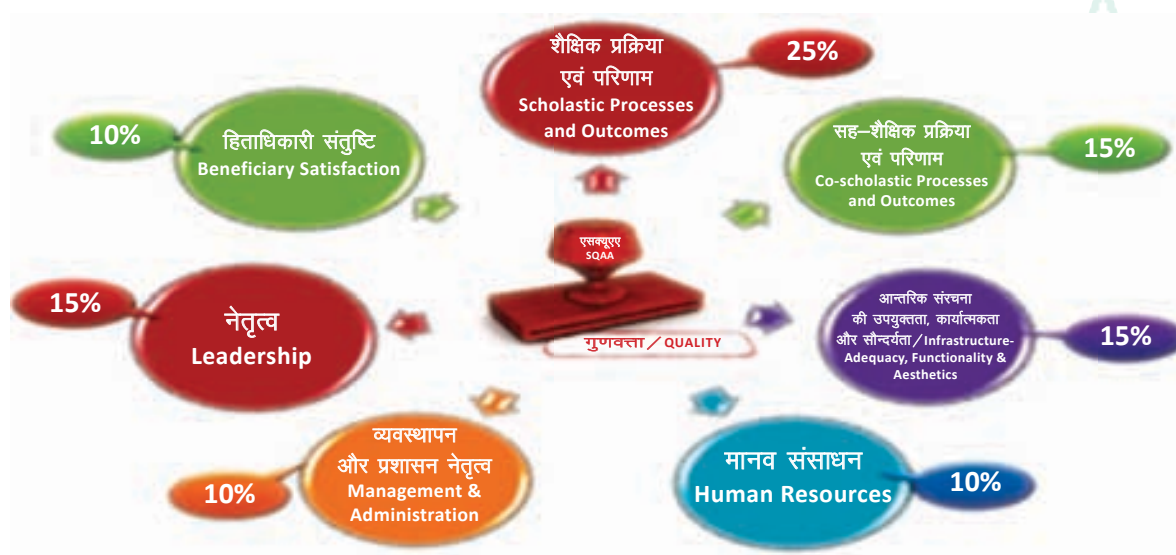 शैक्षिक प्रक्रिया
एवं परिणाम
Scholastic Processes
and Outcomes
25%
10%
हिताधिकारी संतुष्टि
Beneficiary Satisfaction
सह–शैक्षिक प्रक्रिया
एवं परिणाम
Co-scholastic Processes
and Outcomes
15%
एसक्यूएए
SQAA
गुणवत्ता / QUALITY
15%
नेतृत्व
Leadership
आन्तरिक संरचना
की उपयुक्तता, कार्यात्मकता
और सौन्दर्यता/Infrastructure-
Adequacy, Functionality &
Aesthetics
15%
व्यवस्थापन
और प्रशासन नेतृत्व
Management &
Administration
10%
मानव संसाधन
Human Resources
10%